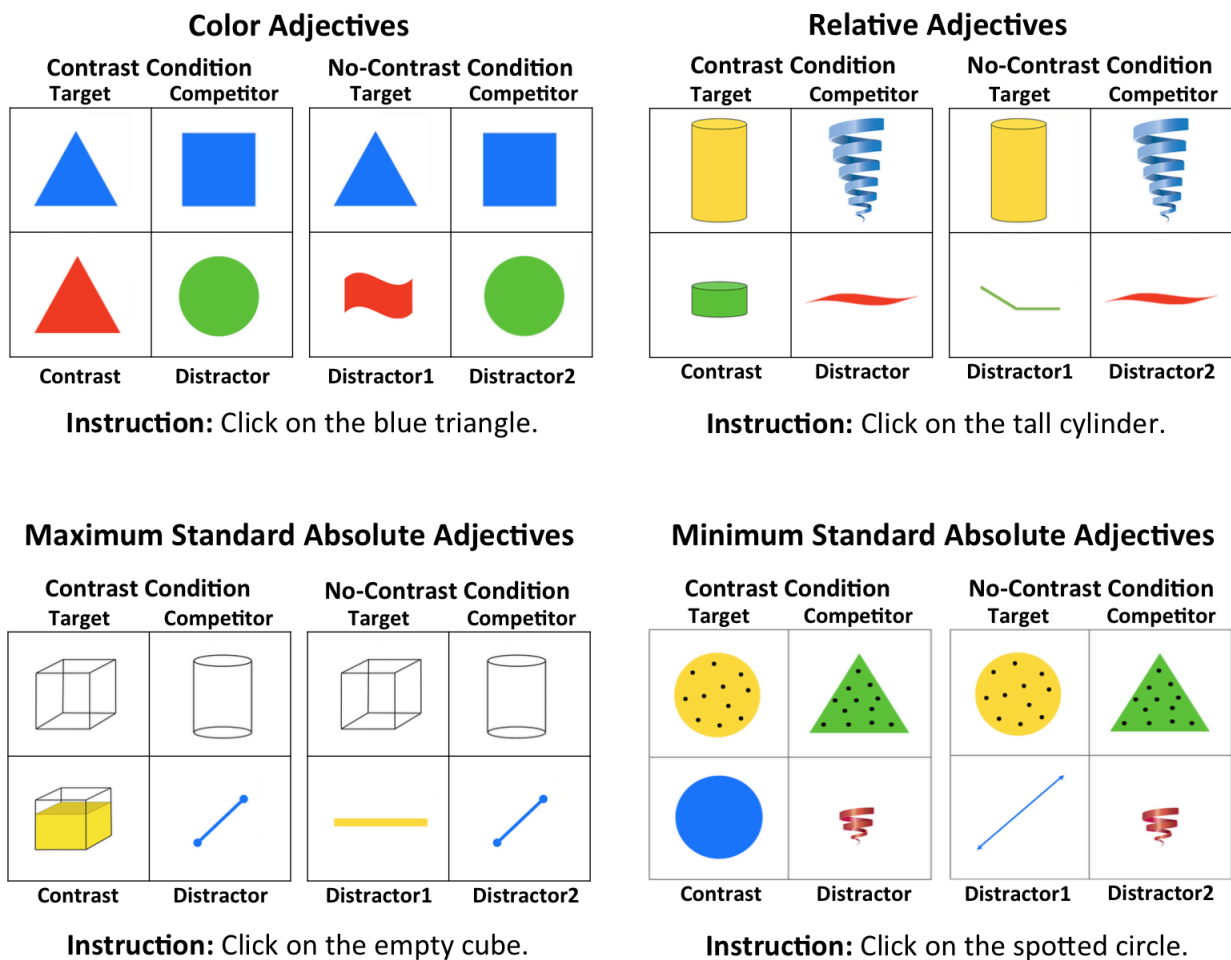 Color Adjectives
Contrast Condition
Target Competitor
No-Contrast Condition
Target Competitor
Contrast Distractor
Distractor1 Distractor2
Instruction: Click on the blue triangle.
Relative Adjectives
Contrast Condition
Target Competitor
No-Contrast Condition
Target Competitor
Contrast Distractor
Distractor1 Distractor2
Instruction: Click on the tall cylinder.
Maximum Standard Absolute Adjectives
Contrast Condition
Target Competitor
No-Contrast Condition
Target Competitor
Contrast Distractor
Distractor1 Distractor2
Instruction: Click on the empty cube.
Minimum Standard Absolute Adjectives
Contrast Condition
Target Competitor
No-Contrast Condition
Target Competitor
Contrast Distractor
Distractor1 Distractor2
Instruction: Click on the spotted circle.